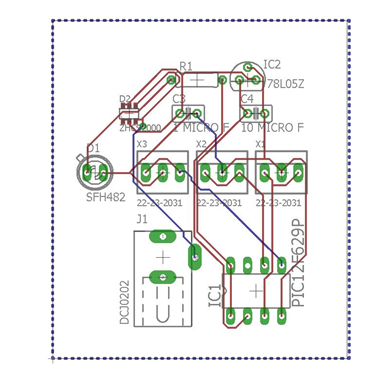 R1
IC2
D2
78L05Z
C3
C4
1 MICRO F
10 MICRO F
D1
X3
X2
X1
SFH482
22-23-2031
22-23-2031
22-23-2031
J1
DCJ0202
IC1
PIC12F629P